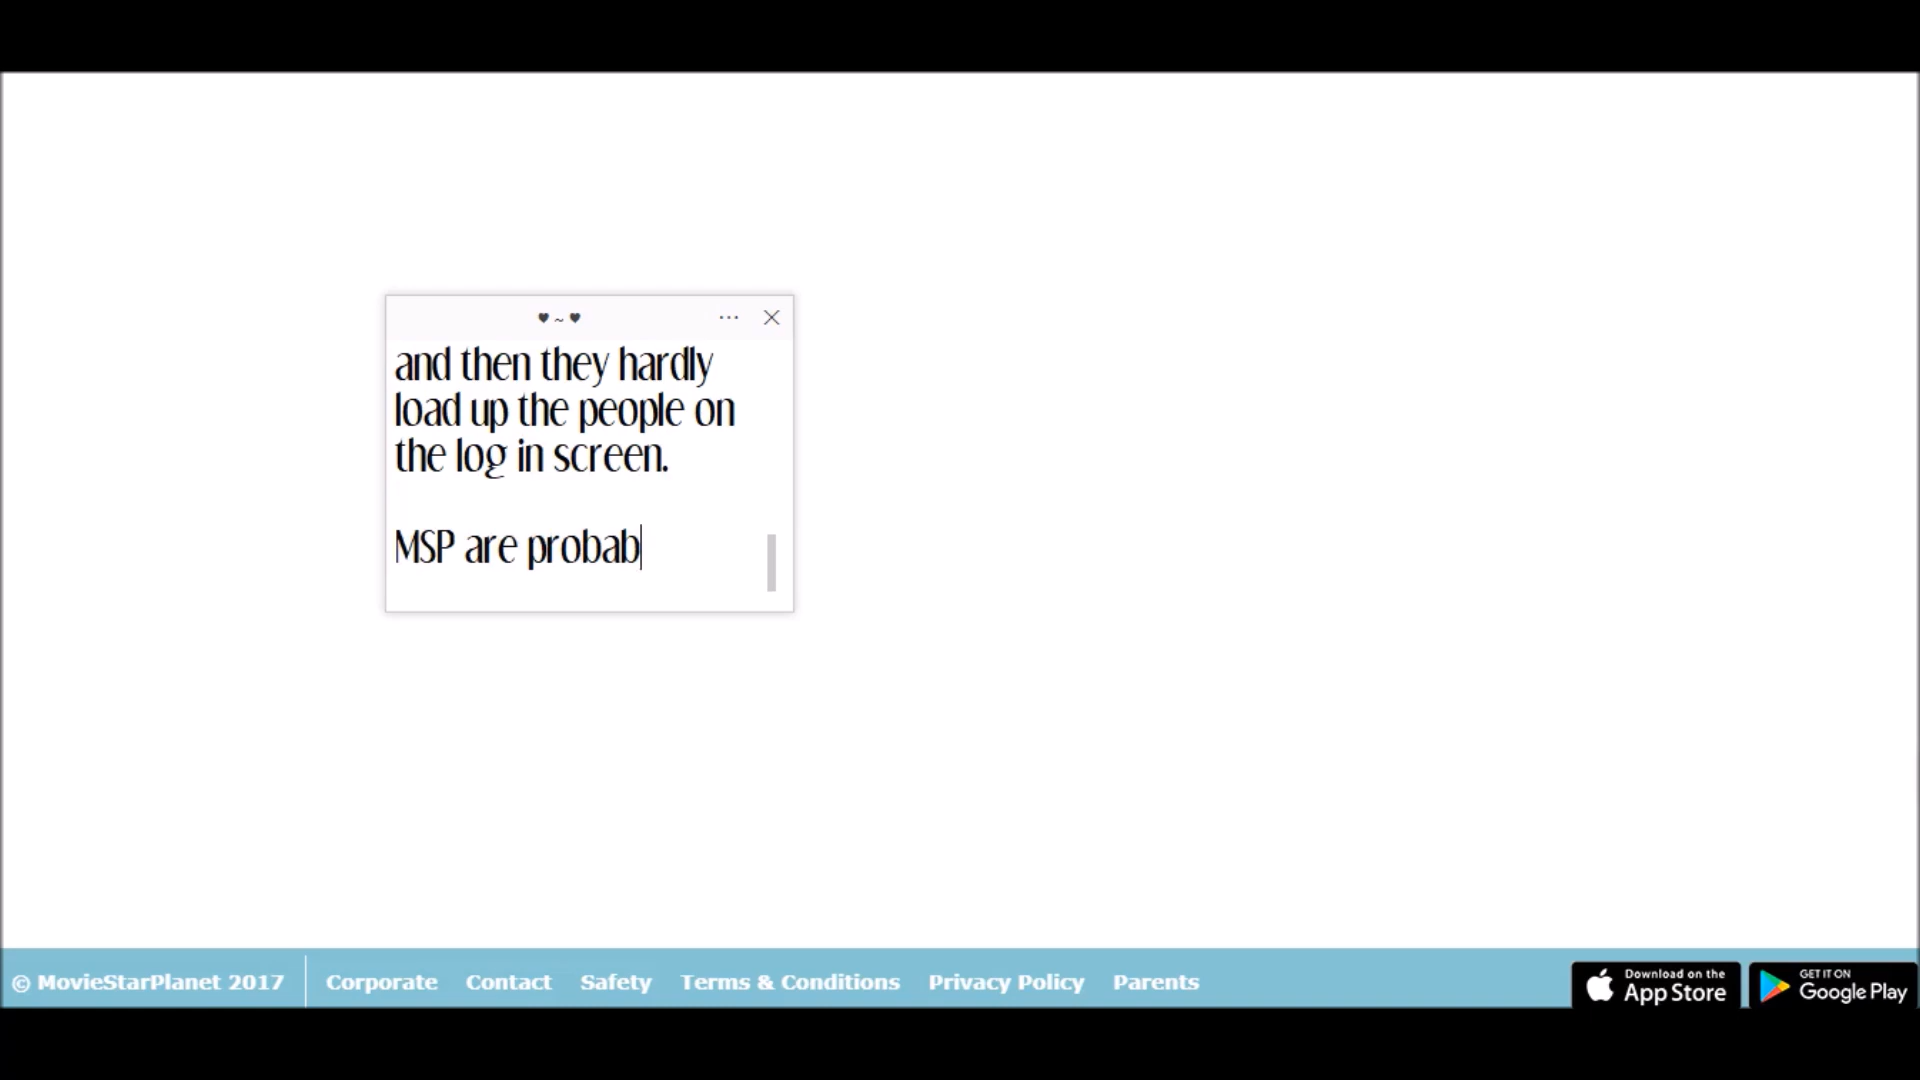 ♥ ~ ♥
and then they hardly
load up the people on
the log in screen.
MSP are probab
© MovieStarPlanet 2017 Corporate Contact Safety Terms & Conditions Privacy Policy Parents
Download on the
App Store
GET IT ON
Google Play